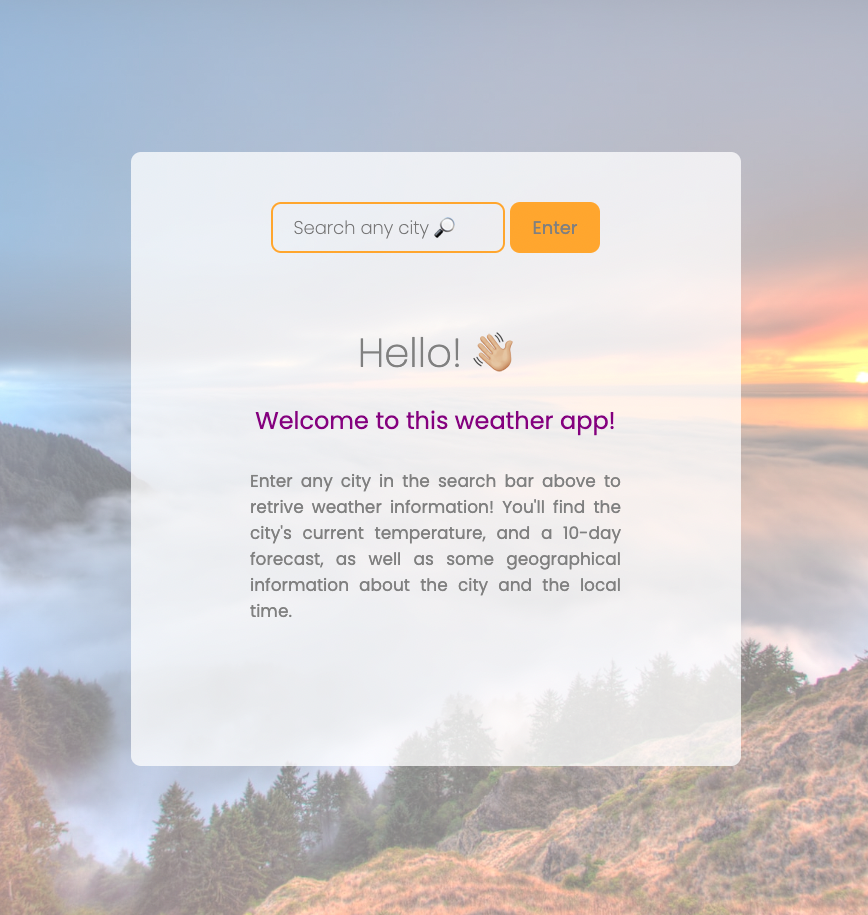 Search any city 🔎 Enter
Hello! 👋🏼
Welcome to this weather app!
Enter any city in the search bar above to
retrive weather information! You'll find the
city's current temperature, and a 10-day
forecast, as well as some geographical
information about the city and the local
time.